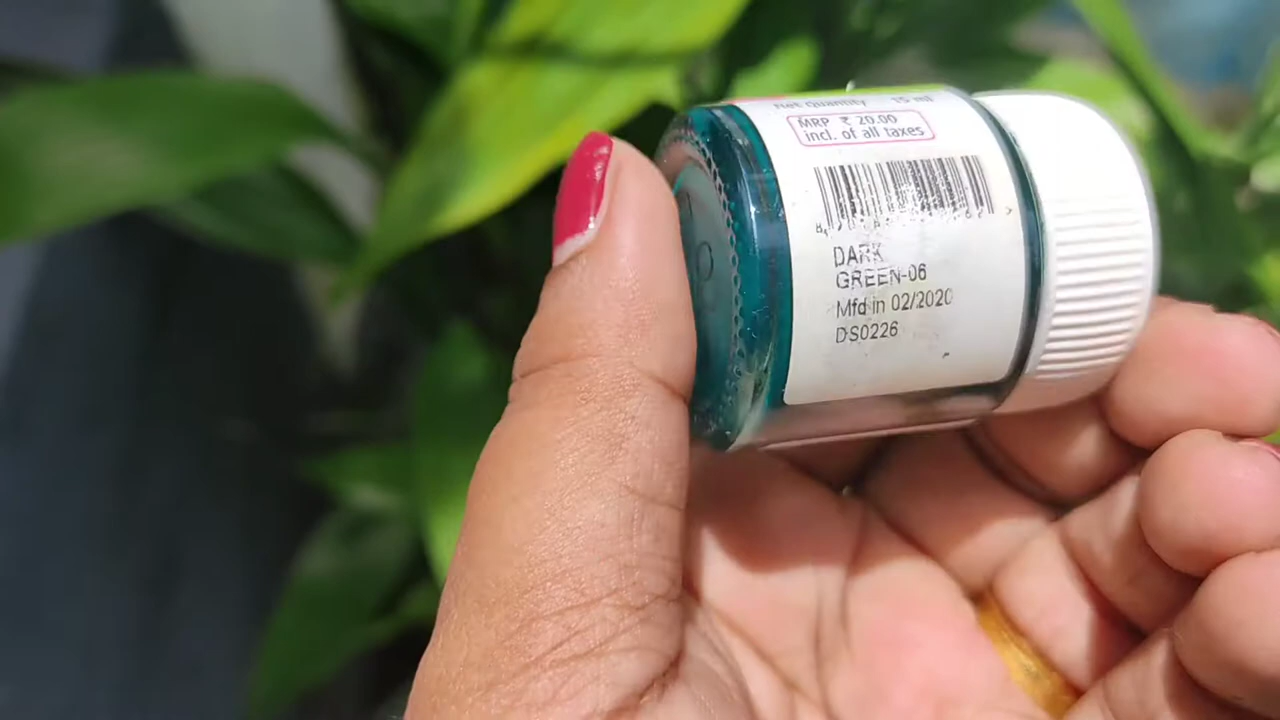 Net Quantity 15 ml
MRP ₹ 20.00
incl. of all taxes
DARK
GREEN-06
Mfd in 02/2020
DS0226